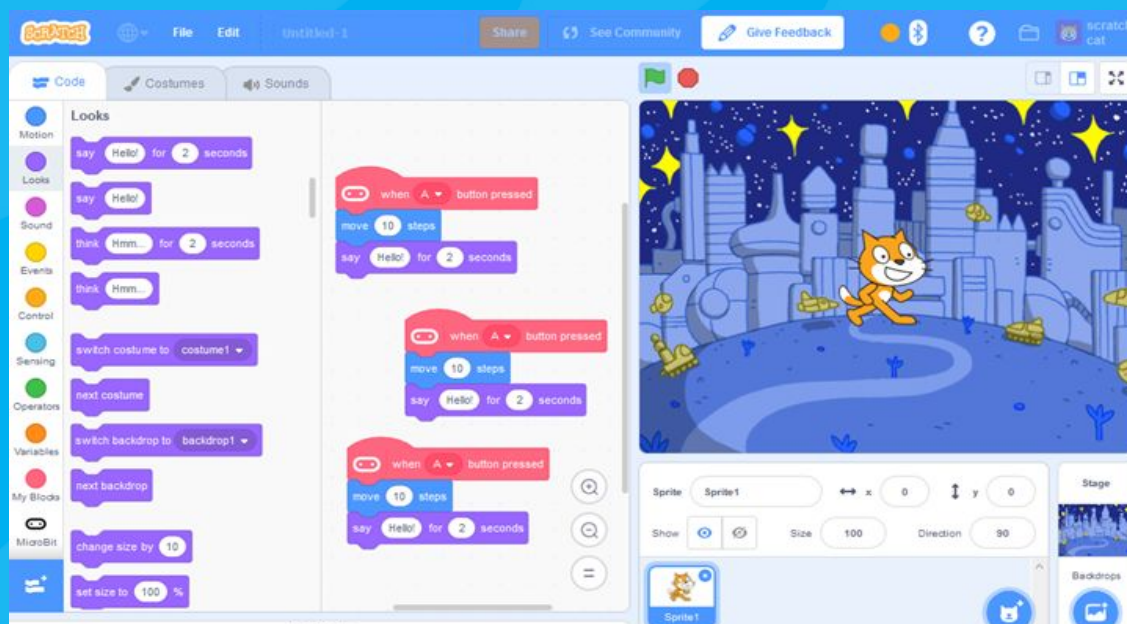 SCRATCH File Edit Untitled-1 Share See Community Give Feedback scratch cat
Code Costumes Sounds
Motion
Looks
Sound
Events
Control
Sensing
Operators
Variables
My Blocks
MicroBit
Looks
say Hello! for 2 seconds
say Hello!
think Hmm... for 2 seconds
think Hmm...
switch costume to costume1
next costume
switch backdrop to backdrop1
next backdrop
change size by 10
set size to 100 %
when A button pressed
move 10 steps
say Hello! for 2 seconds
when A button pressed
move 10 steps
say Hello! for 2 seconds
when A button pressed
move 10 steps
say Hello! for 2 seconds
Sprite Sprite1 x 0 y 0
Show Size 100 Direction 90
Sprite1
Stage
Backdrops